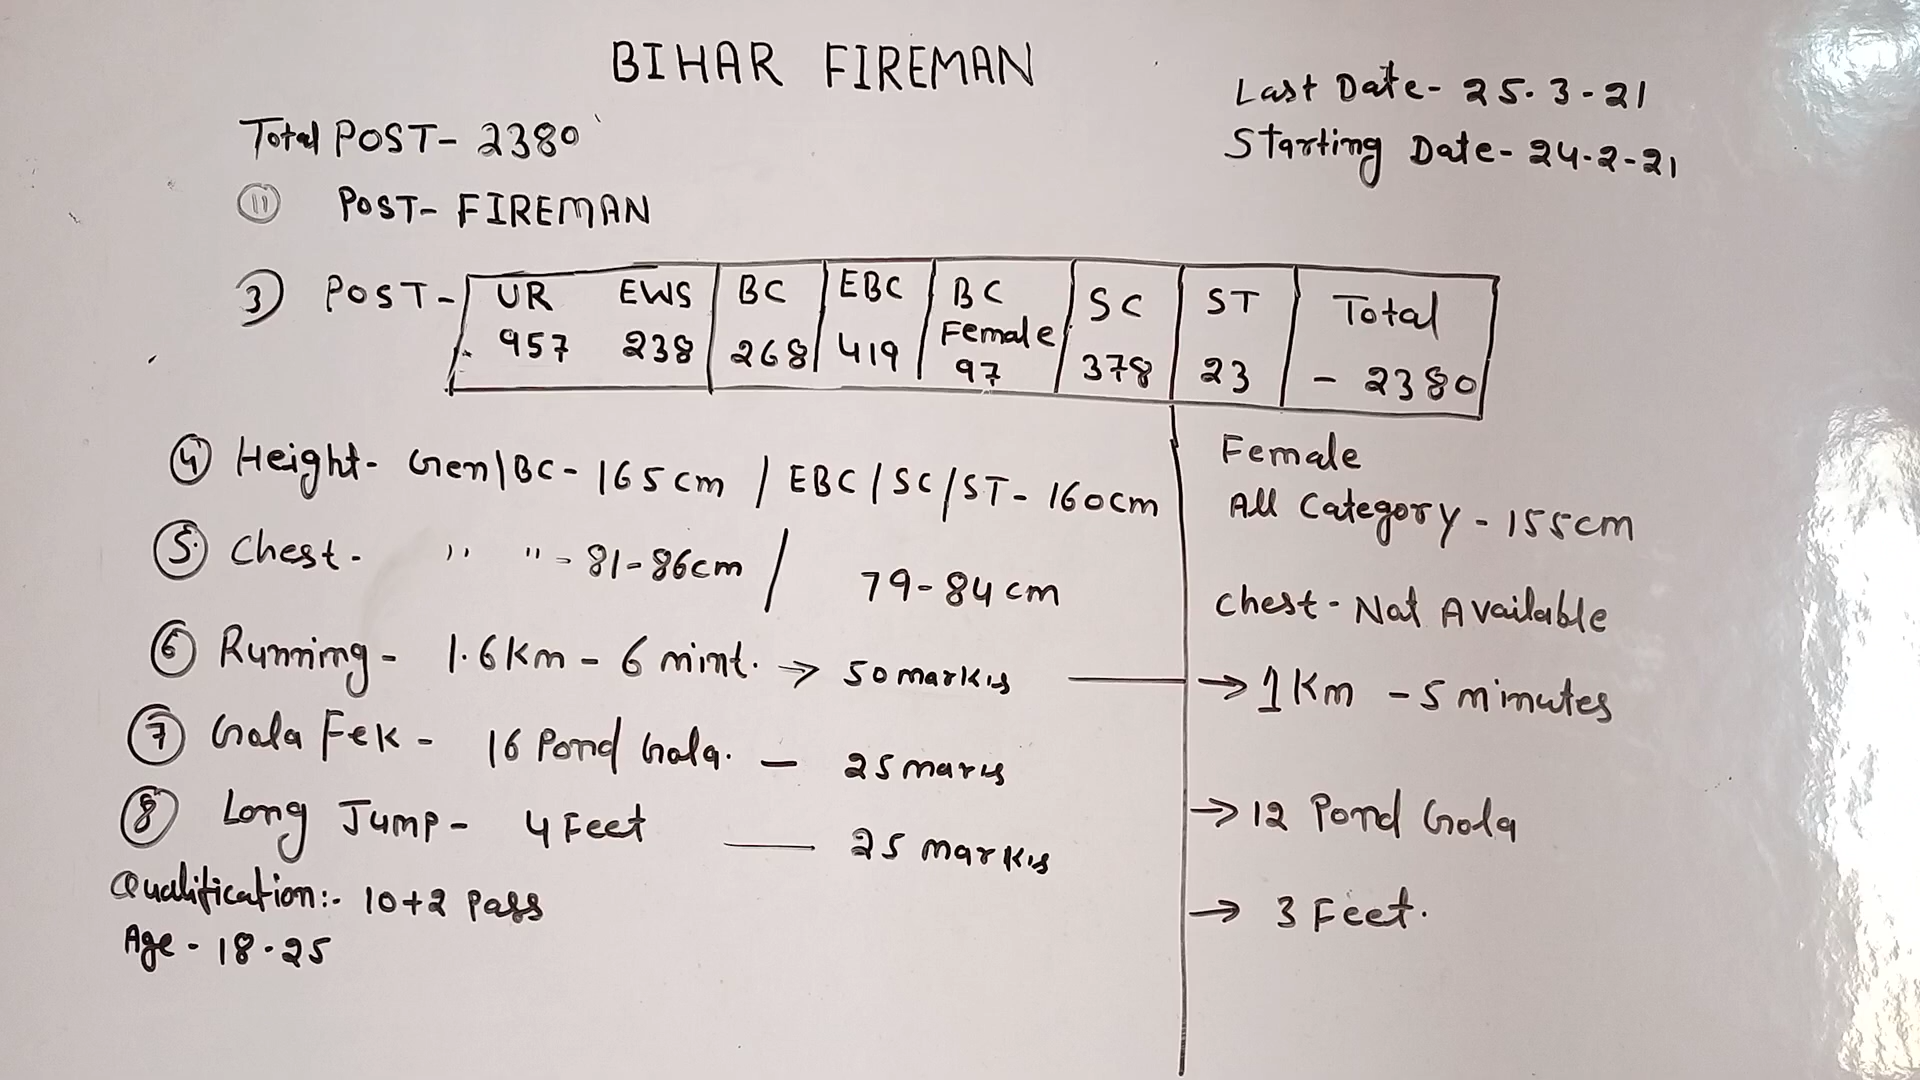 BIHAR FIREMAN
Last Date- 25.3-21
Starting Date- 24-2-21
Total POST- 2380
11 POST- FIREMAN
3 POST-
UR EWS BC EBC BC Female SC ST Total
957 238 268 419 97 378 23 - 2380
4 Height- Gen/BC- 165cm / EBC/SC/ST- 160cm
5 Chest- ,, " - 81-86cm / 79-84cm
6 Running- 1.6km - 6 mint. → 50 marks
7 Gola Fek - 16 Pond Gola. - 25 marks
8 Long Jump- 4 Feet — 25 marks
Qualification:- 10+2 Pass
Age - 18-25
Female
All Category - 155cm
Chest- Not Available
→ 1Km - 5 minutes
→ 12 Pond Gola
→ 3 Feet.